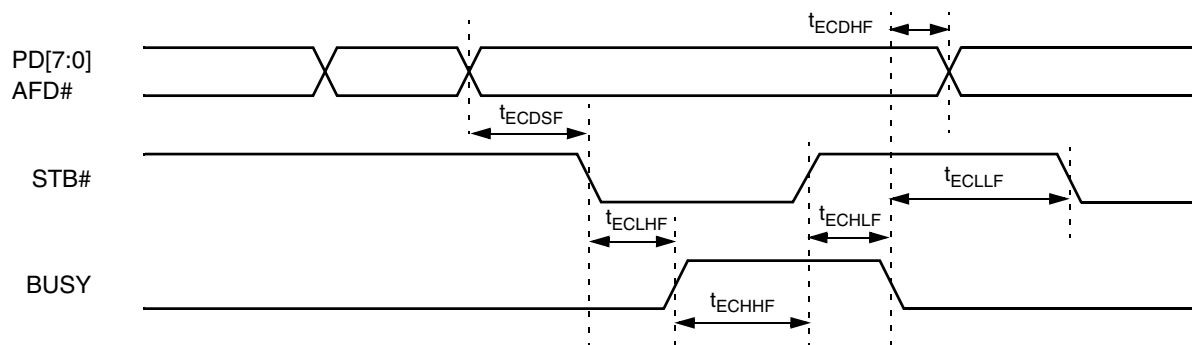 tECDHF
PD[7:0]
AFD#
tECDSF
STB#
tECLLF
tECLHF
tECHLF
BUSY
tECHHF